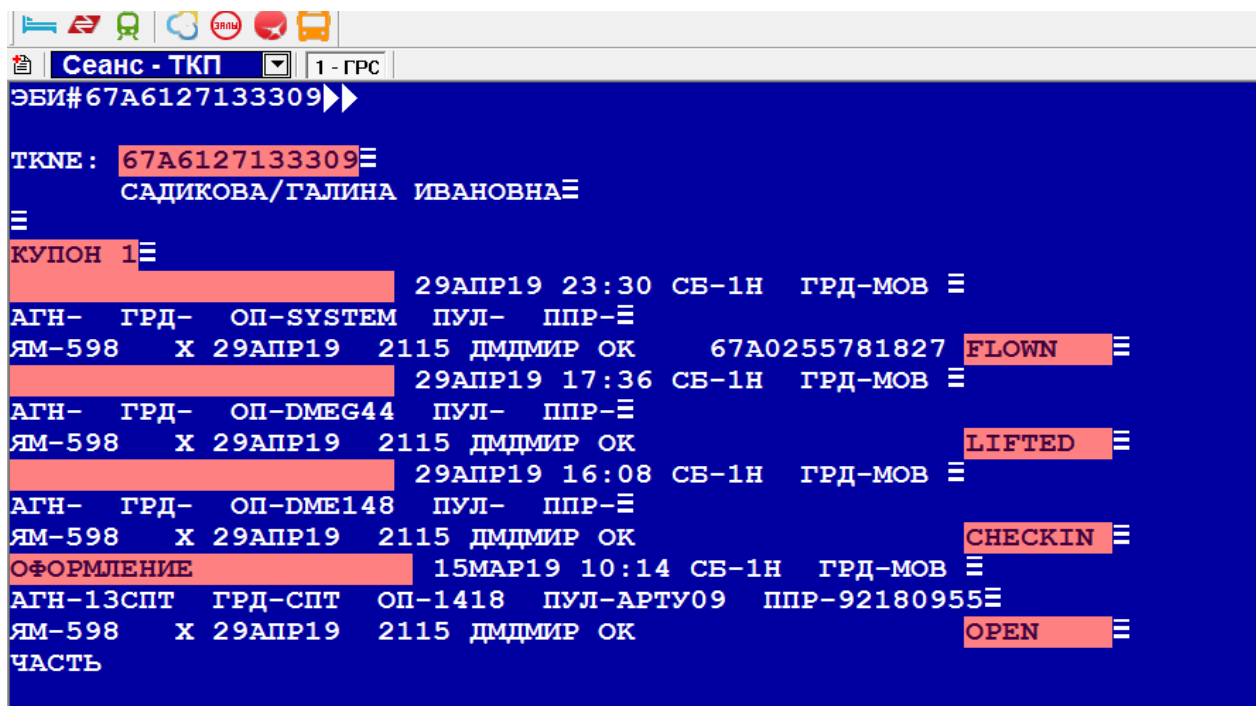 ЗАЛЫ
Сеанс - ТКП 1 - ГРС
ЭБИ#67А6127133309
TKNE: 67А6127133309
САДИКОВА/ГАЛИНА ИВАНОВНА
КУПОН 1
29АПР19 23:30 СБ-1Н ГРД-МОВ
АГН- ГРД- ОП-SYSTEM ПУЛ- ППР-
ЯМ-598 Х 29АПР19 2115 ДМДМИР ОК 67А0255781827 FLOWN
29АПР19 17:36 СБ-1Н ГРД-МОВ
АГН- ГРД- ОП-DMEG44 ПУЛ- ППР-
ЯМ-598 Х 29АПР19 2115 ДМДМИР ОК LIFTED
29АПР19 16:08 СБ-1Н ГРД-МОВ
АГН- ГРД- ОП-DME148 ПУЛ- ППР-
ЯМ-598 Х 29АПР19 2115 ДМДМИР ОК CHECKIN
ОФОРМЛЕНИЕ 15МАР19 10:14 СБ-1Н ГРД-МОВ
АГН-13СПТ ГРД-СПТ ОП-1418 ПУЛ-АРТУ09 ППР-92180955
ЯМ-598 Х 29АПР19 2115 ДМДМИР ОК OPEN
ЧАСТЬ